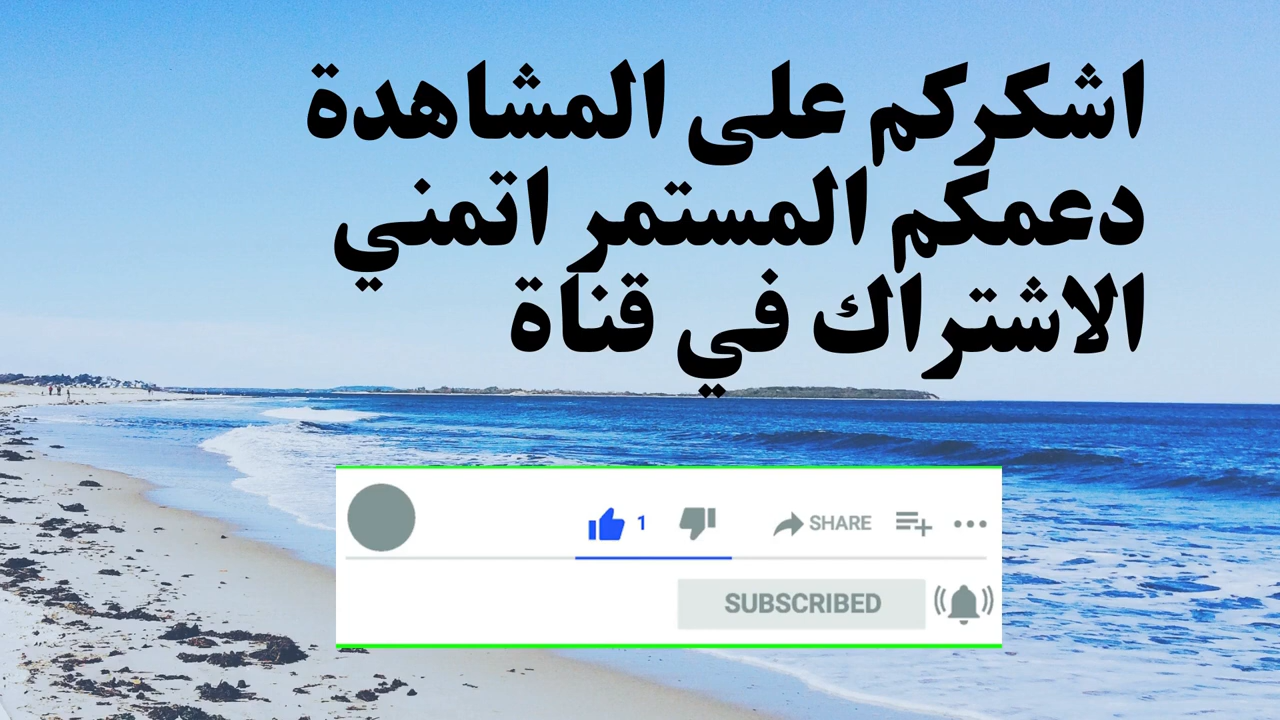 اشكركم على المشاهدة
دعمكم المستمر اتمني
الاشتراك في قناة
1 SHARE
SUBSCRIBED